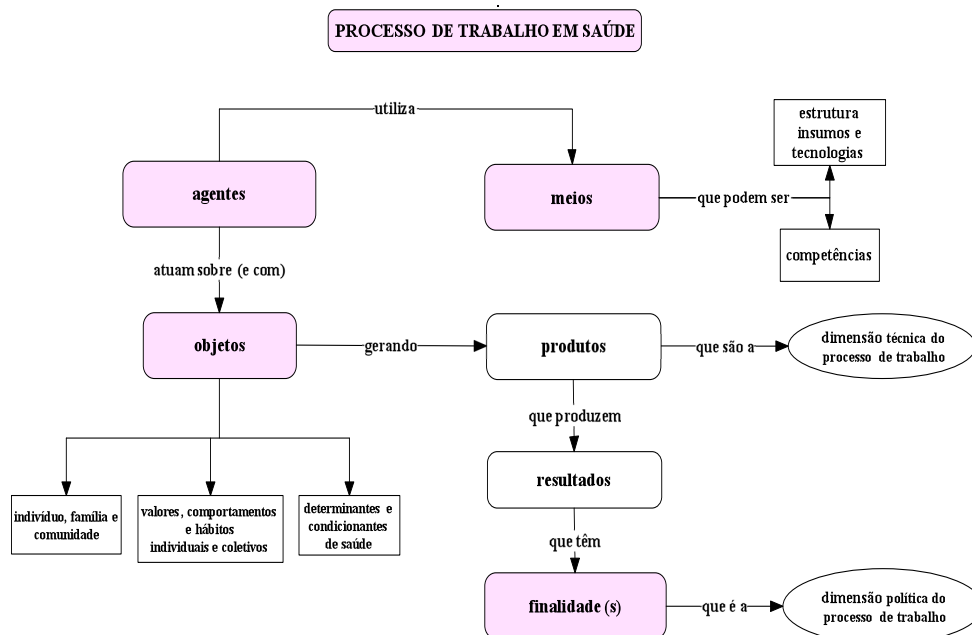 PROCESSO DE TRABALHO EM SAÚDE
utiliza
estrutura
insumos e
tecnologias
agentes
meios
que podem ser
competências
atuam sobre (e com)
objetos
gerando
produtos
que são a
dimensão técnica do
processo de trabalho
que produzem
resultados
indivíduo, família e
comunidade
valores, comportamentos
e hábitos
individuais e coletivos
determinantes e
condicionantes
de saúde
que têm
finalidade (s)
que é a
dimensão política do
processo de trabalho